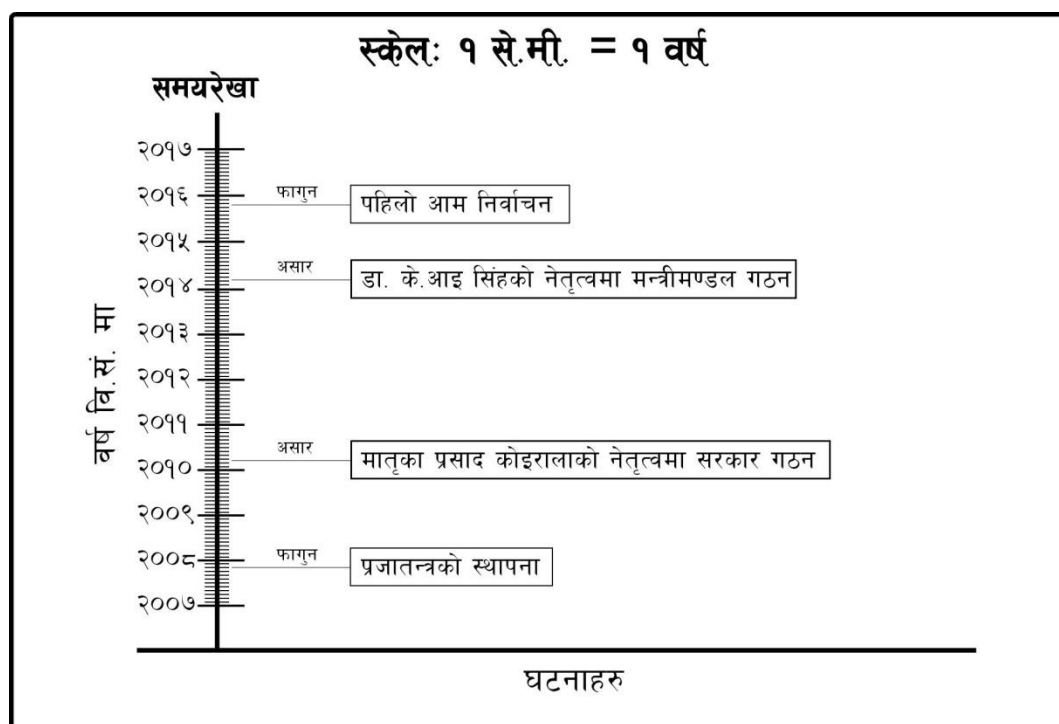 स्केलः १ से.मी. = १ वर्ष
समयरेखा
२०१७
फागुन
२०१६
पहिलो आम निर्वाचन
२०१५
असार
डा. के.आइ सिंहको नेतृत्वमा मन्त्रीमण्डल गठन
२०१४
२०१३
वर्ष वि.सं. मा
२०१२
२०११
असार
मातृका प्रसाद कोइरालाको नेतृत्वमा सरकार गठन
२०१०
२००९
फागुन
२००८
प्रजातन्त्रको स्थापना
२००७
घटनाहरु